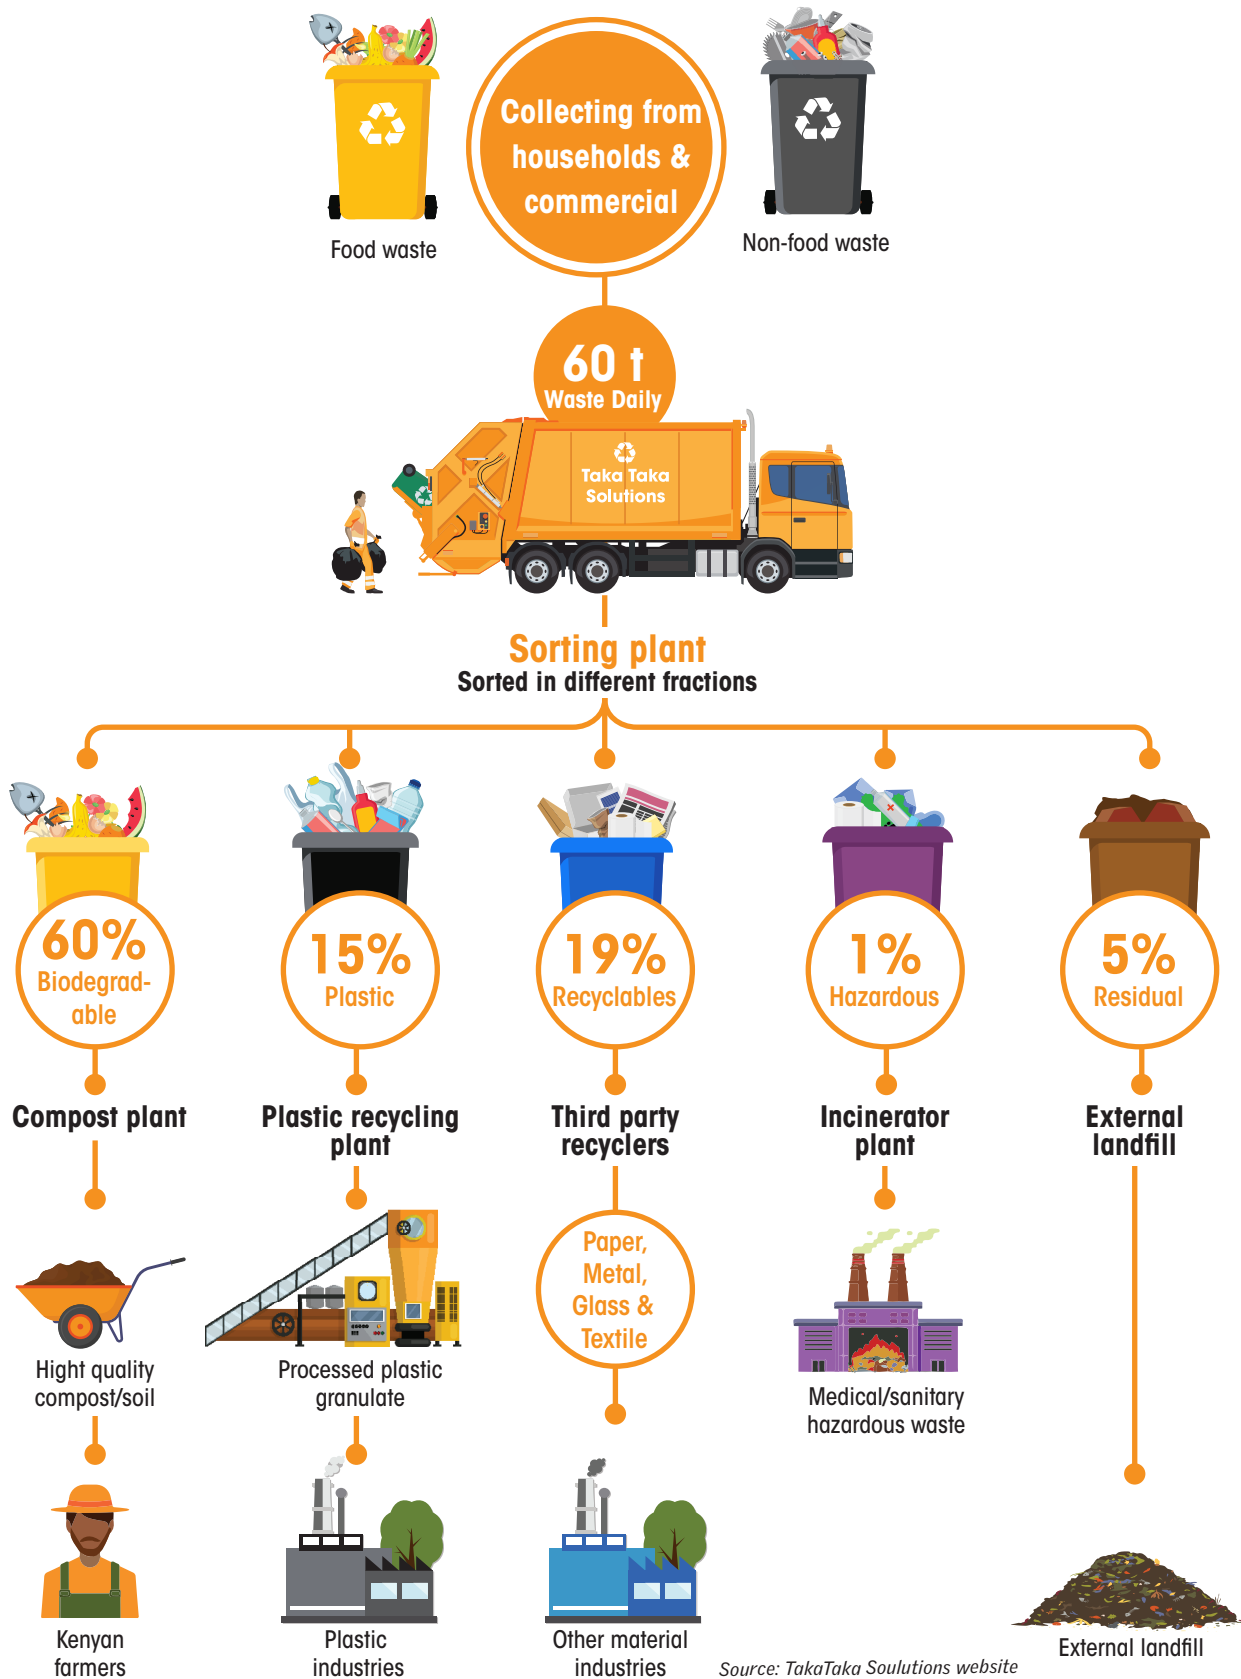 Collecting from
households &
commercial
Food waste
Non-food waste
60 t
Waste Daily
Taka Taka
Solutions
Sorting plant
Sorted in different fractions
60%
Biodegrad-
able
15%
Plastic
19%
Recyclables
1%
Hazardous
5%
Residual
Compost plant
Plastic recycling
plant
Third party
recyclers
Incinerator
plant
External
landfill
Paper,
Metal,
Glass &
Textile
Hight quality
compost/soil
Processed plastic
granulate
Medical/sanitary
hazardous waste
Kenyan
farmers
Plastic
industries
Other material
industries
External landfill
Source: TakaTaka Soulutions website